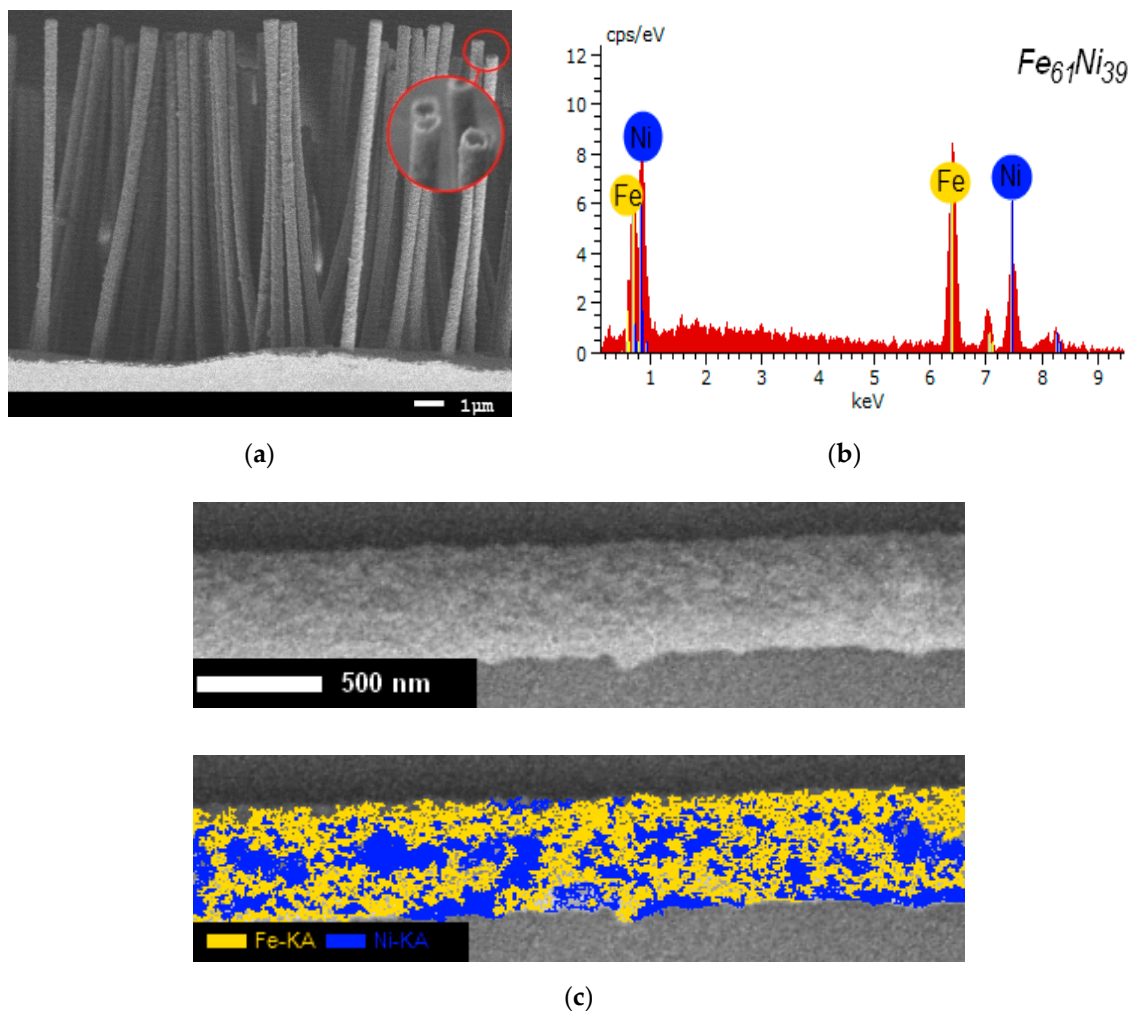 1μm
(a)
cps/eV
Fe61Ni39
12
10
8
6
4
2
0
Ni
Fe
Fe
Ni
1 2 3 4 5 6 7 8 9
keV
(b)
500 nm
Fe-KA Ni-KA
(c)